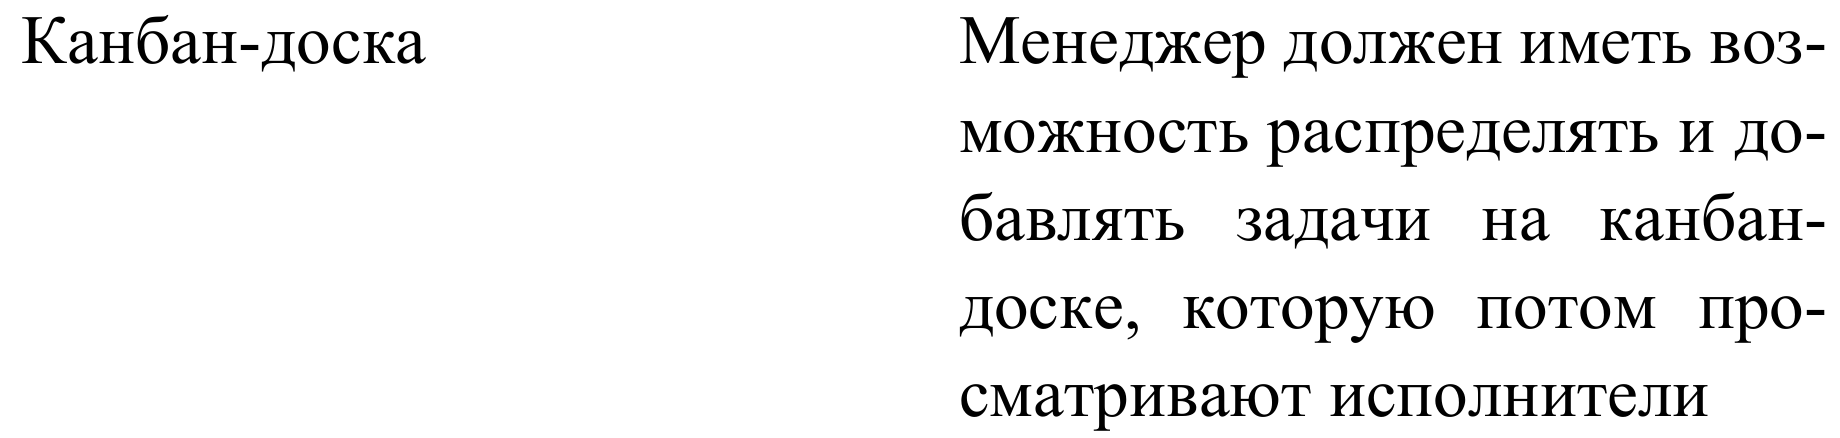 Канбан-доска
Менеджер должен иметь воз-
можность распределять и до-
бавлять задачи на канбан-
доске, которую потом про-
сматривают исполнители